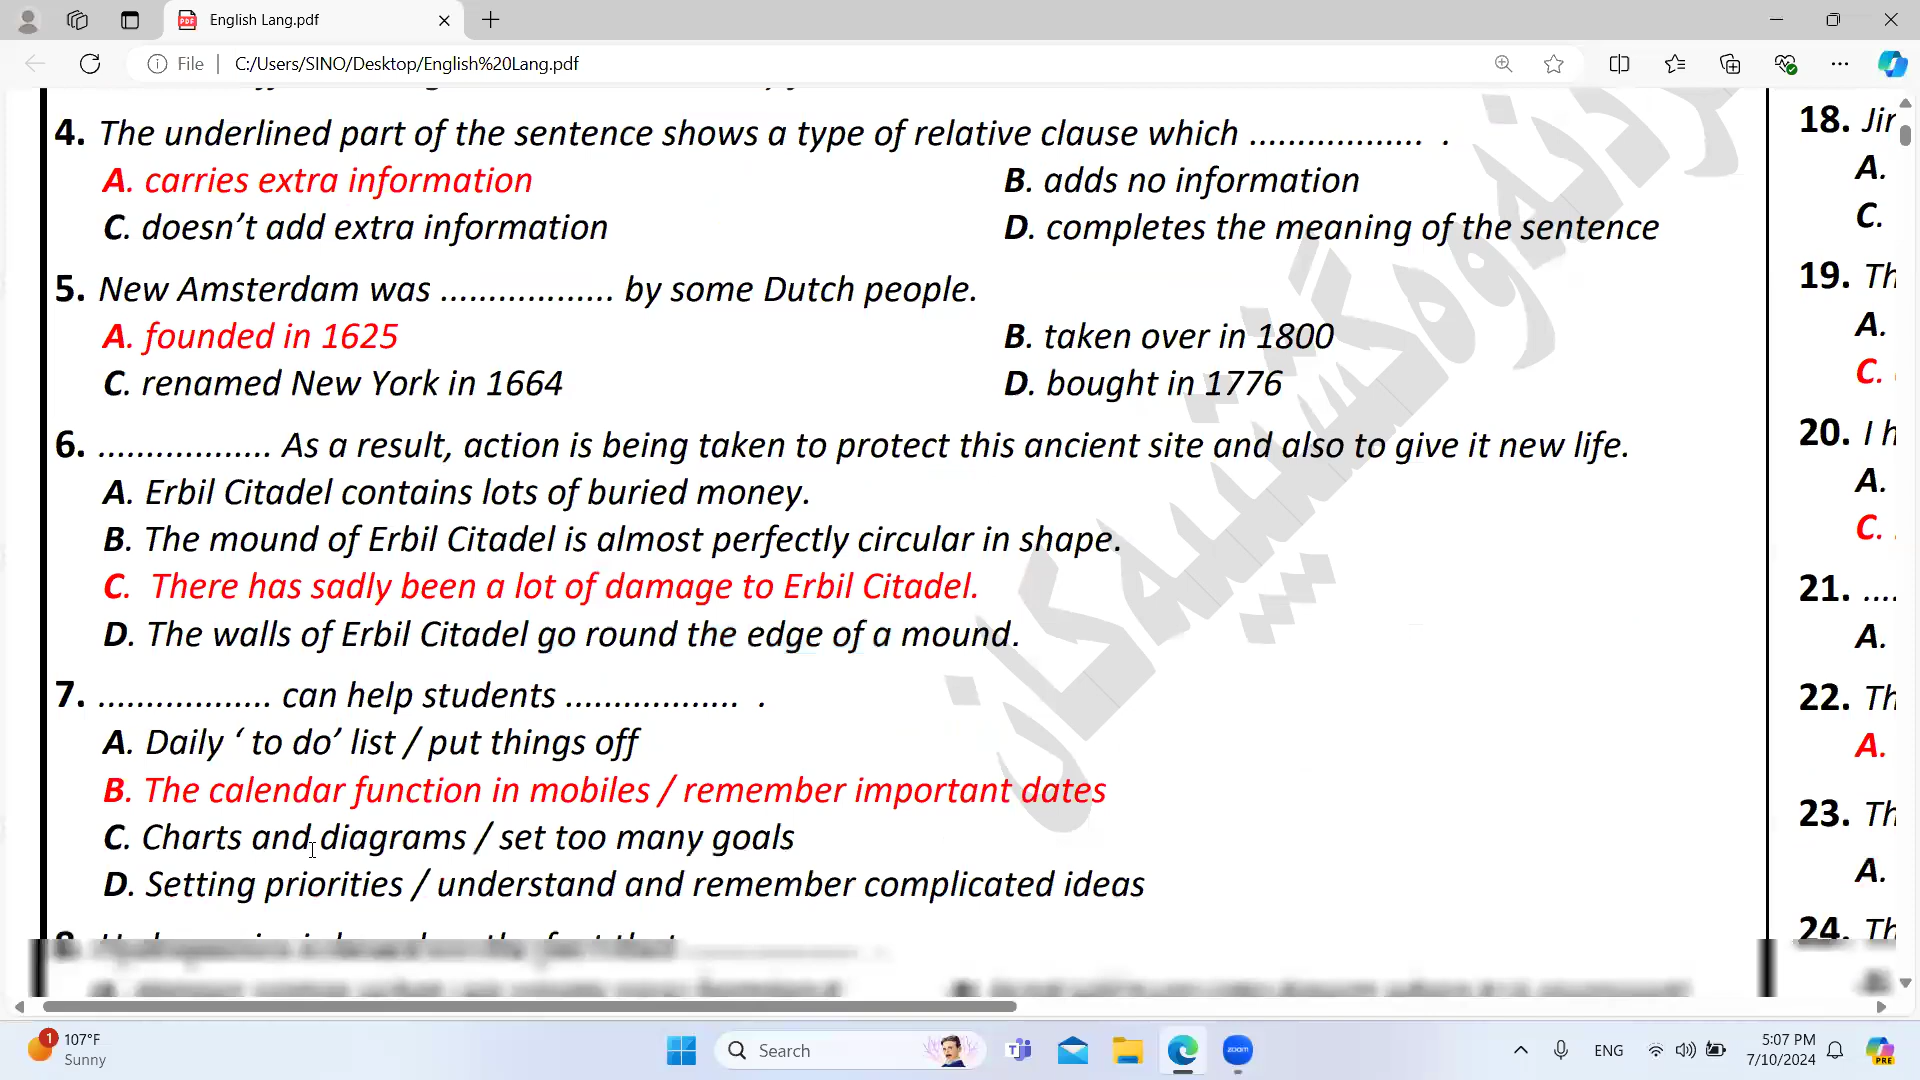 English Lang.pdf
File
C:/Users/SINO/Desktop/English%20Lang.pdf
4. The underlined part of the sentence shows a type of relative clause which .................. .
A. carries extra information B. adds no information
C. doesn’t add extra information D. completes the meaning of the sentence
5. New Amsterdam was .................. by some Dutch people.
A. founded in 1625 B. taken over in 1800
C. renamed New York in 1664 D. bought in 1776
6. .................. As a result, action is being taken to protect this ancient site and also to give it new life.
A. Erbil Citadel contains lots of buried money.
B. The mound of Erbil Citadel is almost perfectly circular in shape.
C. There has sadly been a lot of damage to Erbil Citadel.
D. The walls of Erbil Citadel go round the edge of a mound.
7. .................. can help students .................. .
A. Daily ‘ to do’ list / put things off
B. The calendar function in mobiles / remember important dates
C. Charts and diagrams / set too many goals
D. Setting priorities / understand and remember complicated ideas
18.
A.
C.
19. Th
A.
C.
20. I h
A.
C.
21. ....
A.
22. Th
A.
23. Th
A.
24. Th
1
107°F
Sunny
Search
zoom
ENG
5:07 PM
7/10/2024
PRE